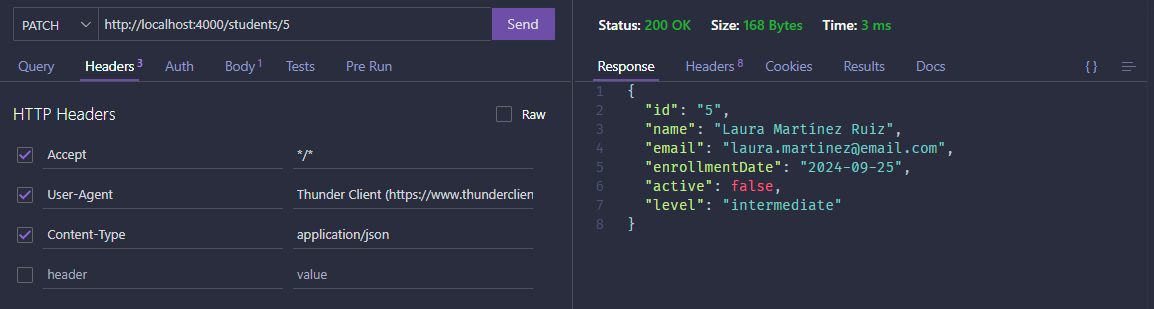 PATCH http://localhost:4000/students/5 Send
Query Headers 3 Auth Body 1 Tests Pre Run
HTTP Headers Raw
Accept */*
User-Agent Thunder Client (https://www.thunderclien
Content-Type application/json
header value
Status: 200 OK Size: 168 Bytes Time: 3 ms
Response Headers 8 Cookies Results Docs {}
1 {
2 "id": "5",
3 "name": "Laura Martínez Ruiz",
4 "email": "laura.martinez@email.com",
5 "enrollmentDate": "2024-09-25",
6 "active": false,
7 "level": "intermediate"
8 }